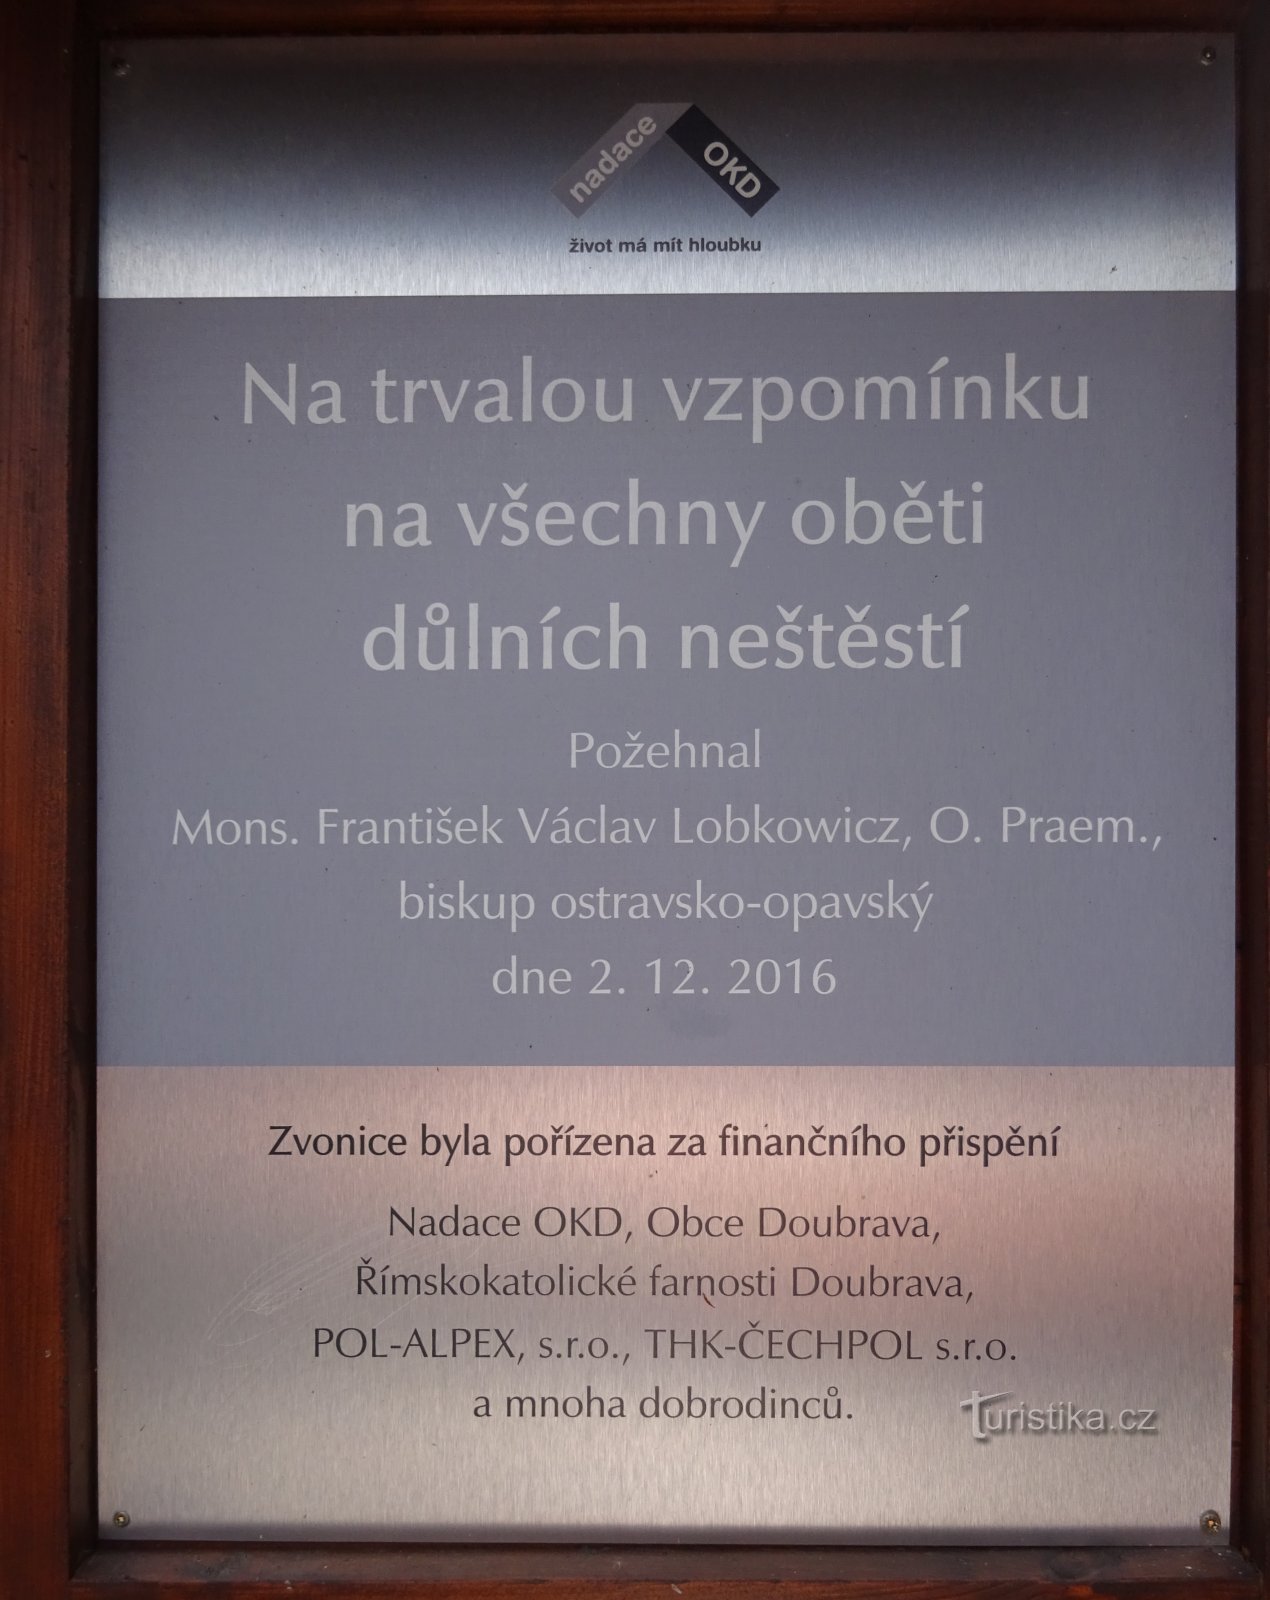 nadace OKD
život má mít hloubku
Na trvalou vzpomínku
na všechny oběti
důlních neštěstí
Požehnal
Mons. František Václav Lobkowicz, O. Praem.,
biskup ostravsko-opavský
dne 2. 12. 2016
Zvonice byla pořízena za finančního přispění
Nadace OKD, Obce Doubrava,
Římskokatolické farnosti Doubrava,
POL-ALPEX, s.r.o., THK-ČECHPOL s.r.o.
a mnoha dobrodinců.
Turistika.cz